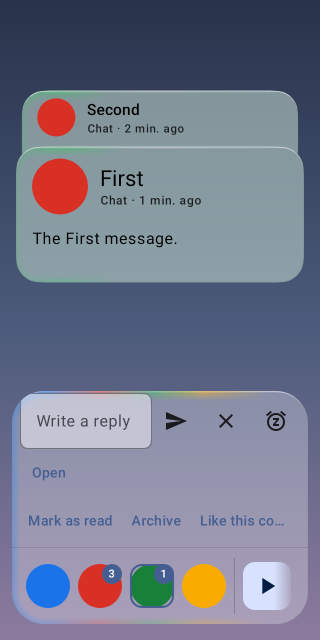 Second
Chat · 2 min. ago
First
Chat · 1 min. ago
The First message.
Write a reply
Open
Mark as read Archive Like this co…
3 1